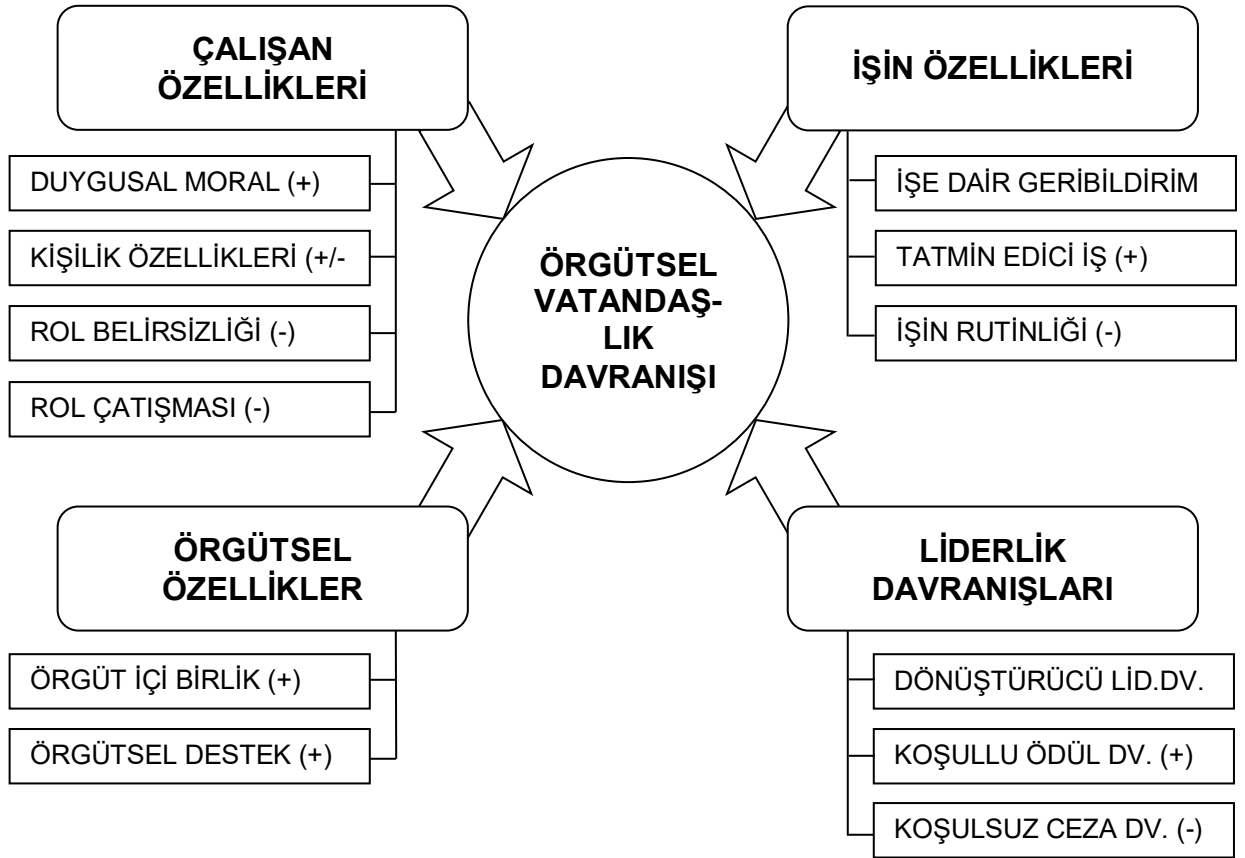 ÇALIŞAN
ÖZELLİKLERİ
DUYGUSAL MORAL (+)
KİŞİLİK ÖZELLİKLERİ (+/-
ROL BELİRSİZLİĞİ (-)
ROL ÇATIŞMASI (-)
İŞİN ÖZELLİKLERİ
İŞE DAİR GERİBİLDİRİM
TATMİN EDİCİ İŞ (+)
İŞİN RUTİNLİĞİ (-)
ÖRGÜTSEL
VATANDAŞ-
LIK
DAVRANIŞI
ÖRGÜTSEL
ÖZELLİKLER
ÖRGÜT İÇİ BİRLİK (+)
ÖRGÜTSEL DESTEK (+)
LİDERLİK
DAVRANIŞLARI
DÖNÜŞTÜRÜCÜ LİD.DV.
KOŞULLU ÖDÜL DV. (+)
KOŞULSUZ CEZA DV. (-)